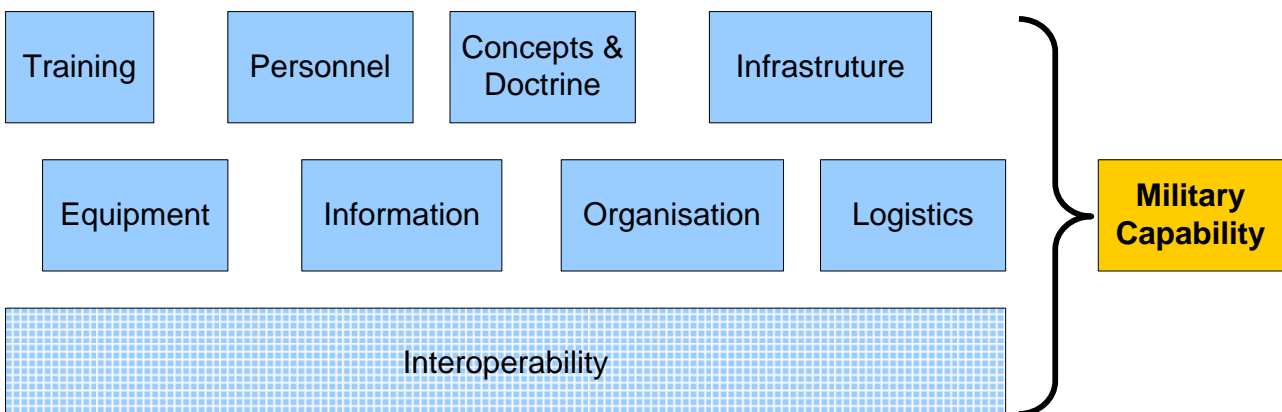 Training
Personnel
Concepts &
Doctrine
Infrastruture
Equipment
Information
Organisation
Logistics
Military
Capability
Interoperability